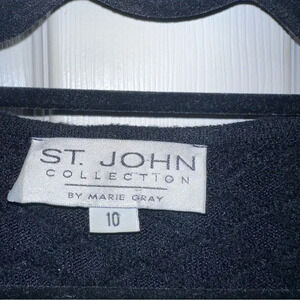 ST. JOHN
COLLECTION
BY MARIE GRAY
10